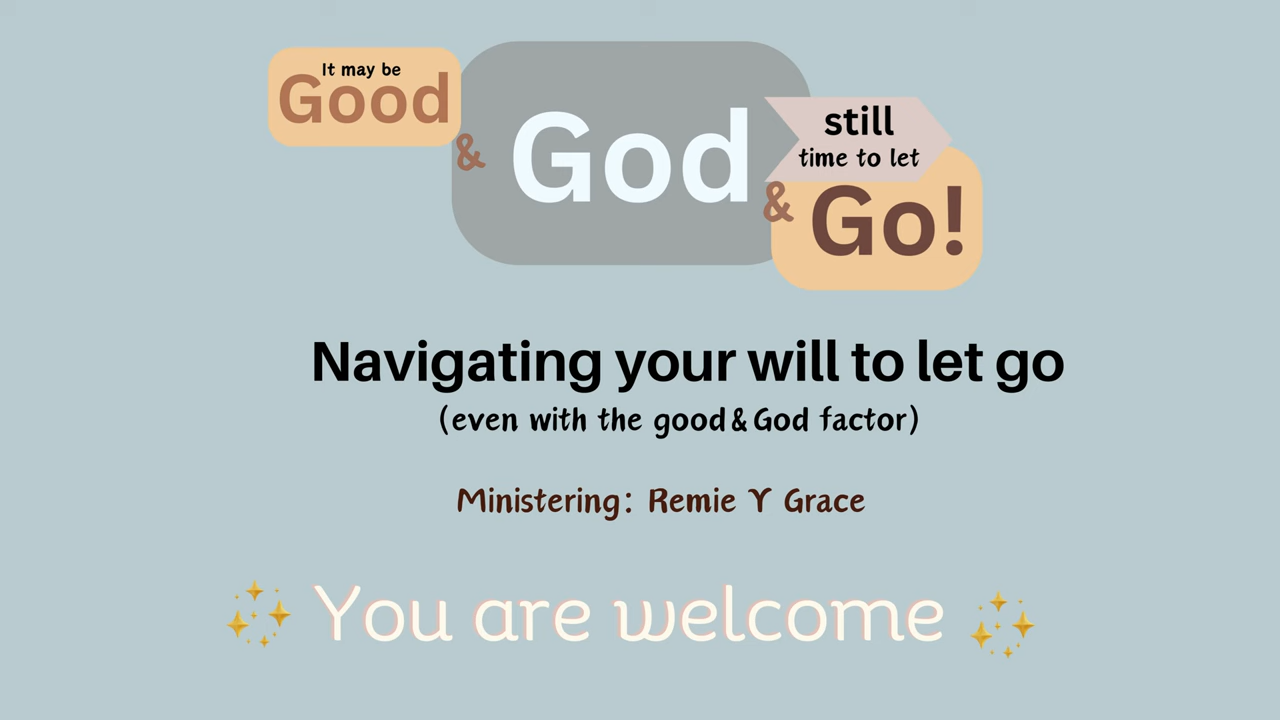 It may be
Good
& God
still
time to let
& Go!
Navigating your will to let go
(even with the good & God factor)
Ministering: Remie Y Grace
You are welcome